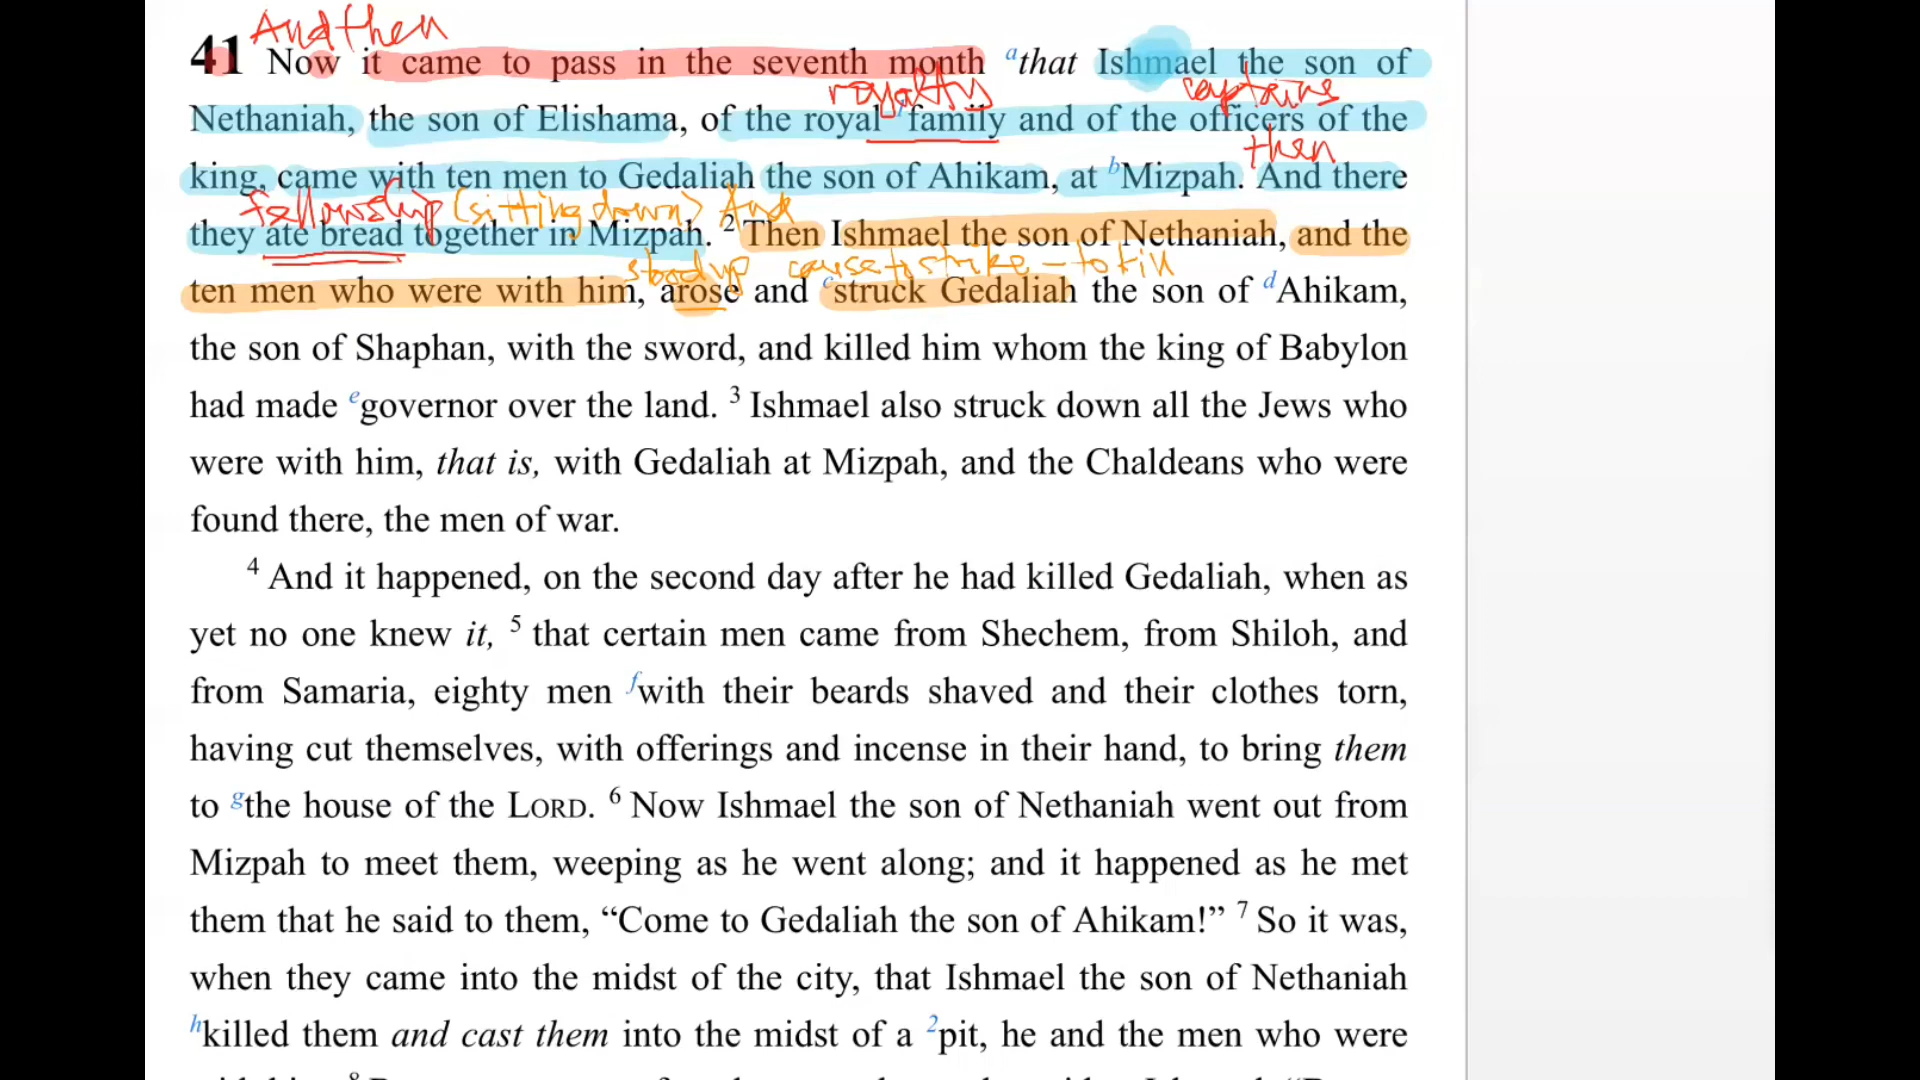 And then
41 Now it came to pass in the seventh month ᵃthat Ishmael the son of
royalty captains
Nethaniah, the son of Elishama, of the royal ¹family and of the officers of the
then
king, came with ten men to Gedaliah the son of Ahikam, at ᵇMizpah. And there
fellowship (sitting down) And
they ate bread together in Mizpah. ² Then Ishmael the son of Nethaniah, and the
stood up cause to strike – to kill
ten men who were with him, arose and ᶜstruck Gedaliah the son of ᵈAhikam,
the son of Shaphan, with the sword, and killed him whom the king of Babylon
had made ᵉgovernor over the land. ³ Ishmael also struck down all the Jews who
were with him, that is, with Gedaliah at Mizpah, and the Chaldeans who were
found there, the men of war.
⁴ And it happened, on the second day after he had killed Gedaliah, when as
yet no one knew it, ⁵ that certain men came from Shechem, from Shiloh, and
from Samaria, eighty men ᶠwith their beards shaved and their clothes torn,
having cut themselves, with offerings and incense in their hand, to bring them
to ᵍthe house of the LORD. ⁶ Now Ishmael the son of Nethaniah went out from
Mizpah to meet them, weeping as he went along; and it happened as he met
them that he said to them, “Come to Gedaliah the son of Ahikam!” ⁷ So it was,
when they came into the midst of the city, that Ishmael the son of Nethaniah
ʰkilled them and cast them into the midst of a ²pit, he and the men who were